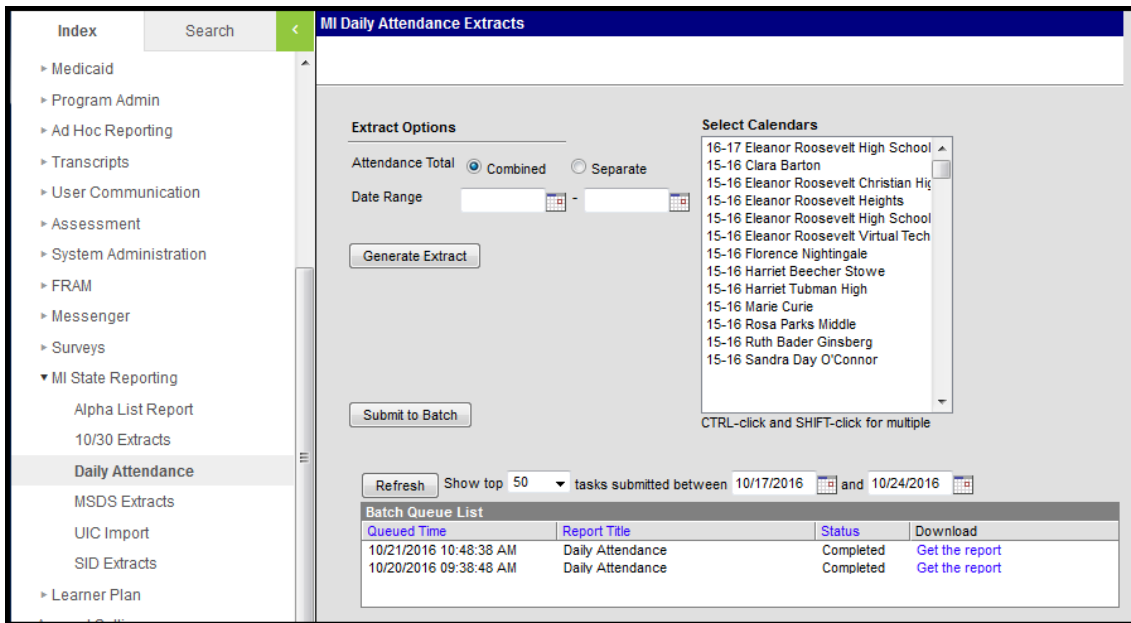 Index
Search
Medicaid
Program Admin
Ad Hoc Reporting
Transcripts
User Communication
Assessment
System Administration
FRAM
Messenger
Surveys
MI State Reporting
Alpha List Report
10/30 Extracts
Daily Attendance
MSDS Extracts
UIC Import
SID Extracts
Learner Plan
MI Daily Attendance Extracts
Extract Options
Attendance Total Combined Separate
Date Range -
Generate Extract
Submit to Batch
Select Calendars
16-17 Eleanor Roosevelt High School
15-16 Clara Barton
15-16 Eleanor Roosevelt Christian Hig
15-16 Eleanor Roosevelt Heights
15-16 Eleanor Roosevelt High School
15-16 Eleanor Roosevelt Virtual Tech
15-16 Florence Nightingale
15-16 Harriet Beecher Stowe
15-16 Harriet Tubman High
15-16 Marie Curie
15-16 Rosa Parks Middle
15-16 Ruth Bader Ginsberg
15-16 Sandra Day O'Connor
CTRL-click and SHIFT-click for multiple
Refresh Show top 50 tasks submitted between 10/17/2016 and 10/24/2016
Batch Queue List
Queued Time Report Title Status Download
10/21/2016 10:48:38 AM Daily Attendance Completed Get the report
10/20/2016 09:38:48 AM Daily Attendance Completed Get the report